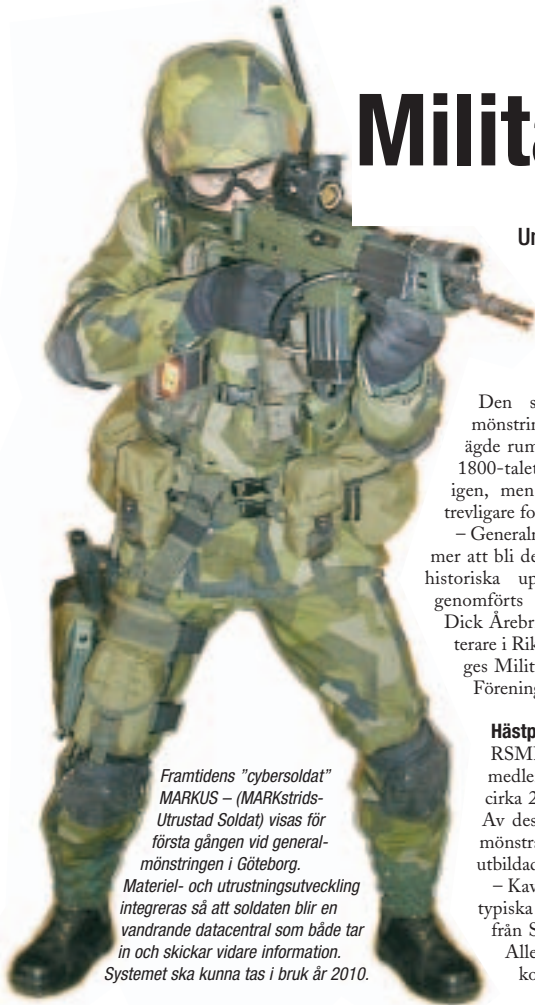 Milita
Un
Den s
mönstrin
ägde rum
1800-talet
igen, men
trevligare fo
– Generalm
mer att bli de
historiska up
genomförts
Dick Årebr
terare i Rik
ges Milit
Förening
Hästp
RSMF
medle
cirka 2
Av des
mönstra
utbildad
– Kav
typiska
från S
Alle
ko
Framtidens ”cybersoldat”
MARKUS – (MARKstrids-
Utrustad Soldat) visas för
första gången vid general-
mönstringen i Göteborg.
Materiel- och utrustningsutveckling
integreras så att soldaten blir en
vandrande datacentral som både tar
in och skickar vidare information.
Systemet ska kunna tas i bruk år 2010.